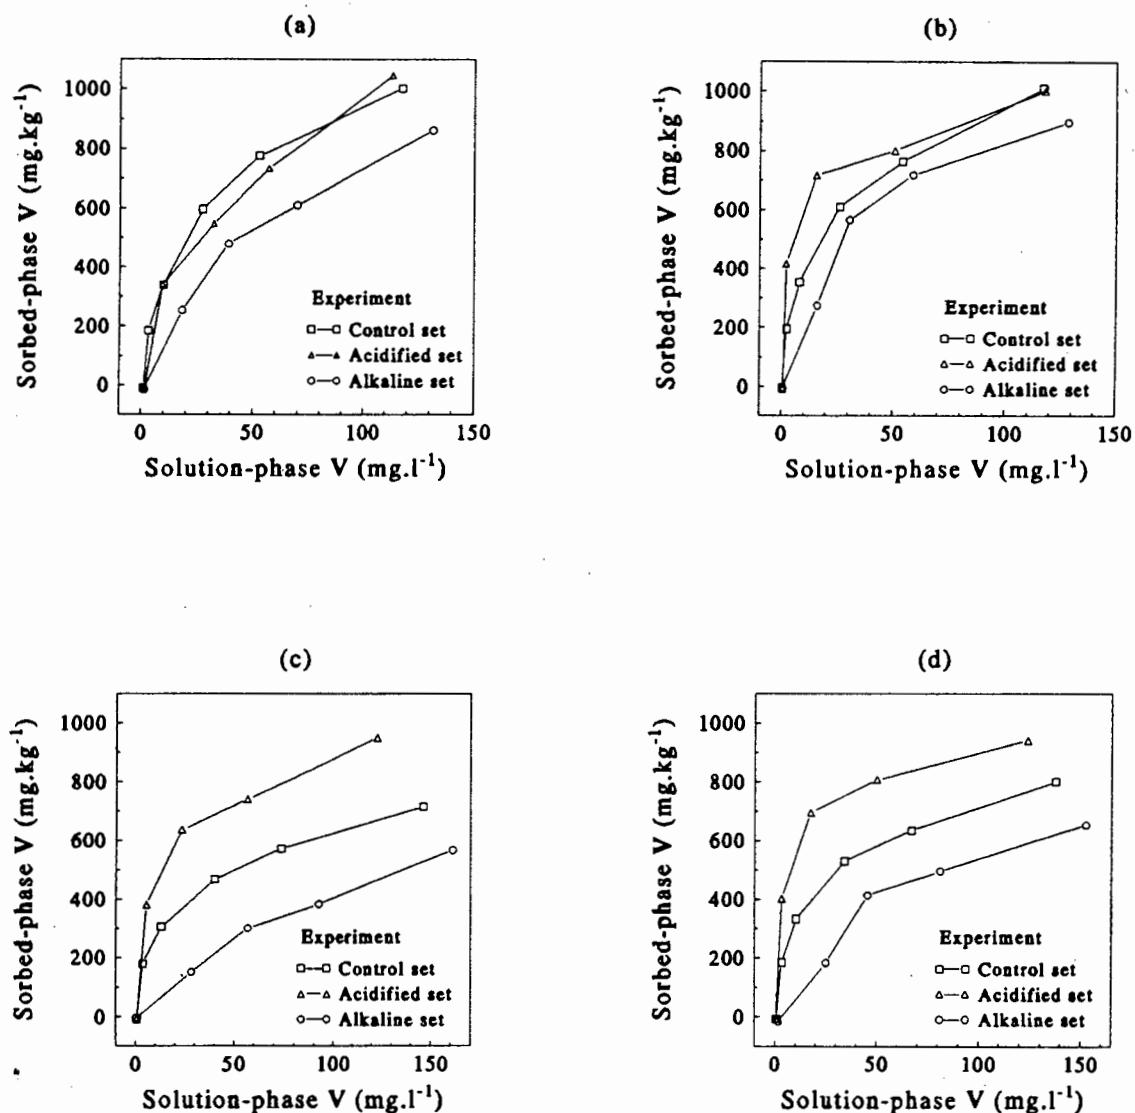 (a)
Sorbed-phase V (mg.kg⁻¹)
1000
800
600
400
200
0
Experiment
Control set
Acidified set
Alkaline set
0 50 100 150
Solution-phase V (mg.l⁻¹)
(b)
Sorbed-phase V (mg.kg⁻¹)
1000
800
600
400
200
0
Experiment
Control set
Acidified set
Alkaline set
0 50 100 150
Solution-phase V (mg.l⁻¹)
(c)
Sorbed-phase V (mg.kg⁻¹)
1000
800
600
400
200
0
Experiment
Control set
Acidified set
Alkaline set
0 50 100 150
Solution-phase V (mg.l⁻¹)
(d)
Sorbed-phase V (mg.kg⁻¹)
1000
800
600
400
200
0
Experiment
Control set
Acidified set
Alkaline set
0 50 100 150
Solution-phase V (mg.l⁻¹)